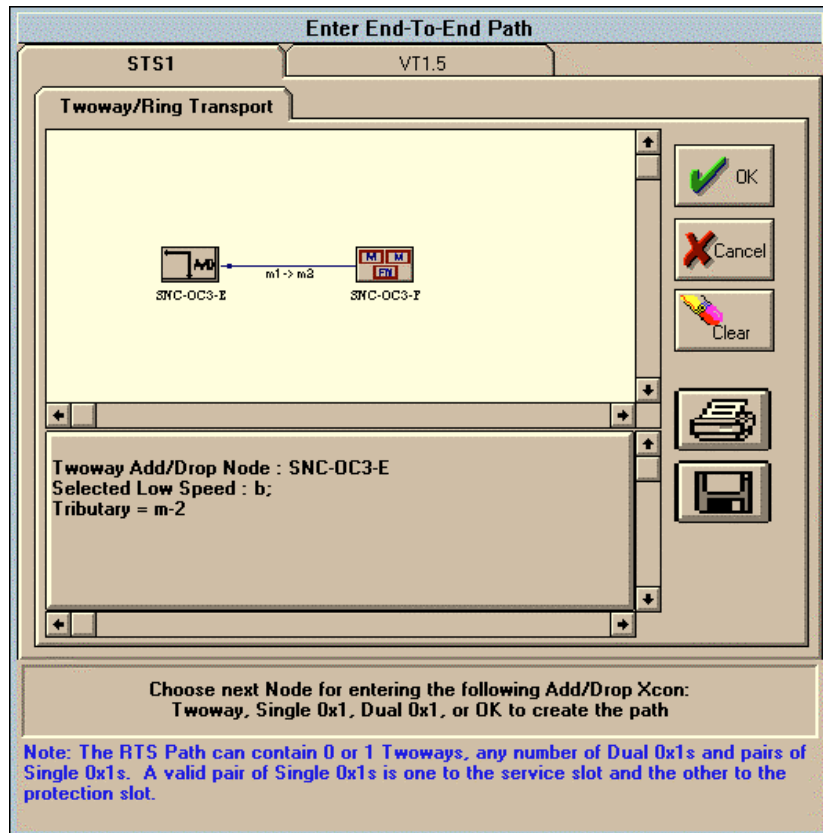 Enter End-To-End Path
STS1
VT1.5
Twoway/Ring Transport
OK
Cancel
Clear
A/D
M M
FN
m1->m2
SNC-OC3-E
SNC-OC3-F
Twoway Add/Drop Node : SNC-OC3-E
Selected Low Speed : b;
Tributary = m-2
Choose next Node for entering the following Add/Drop Xcon:
Twoway, Single 0x1, Dual 0x1, or OK to create the path
Note: The RTS Path can contain 0 or 1 Twoways, any number of Dual 0x1s and pairs of
Single 0x1s. A valid pair of Single 0x1s is one to the service slot and the other to the
protection slot.